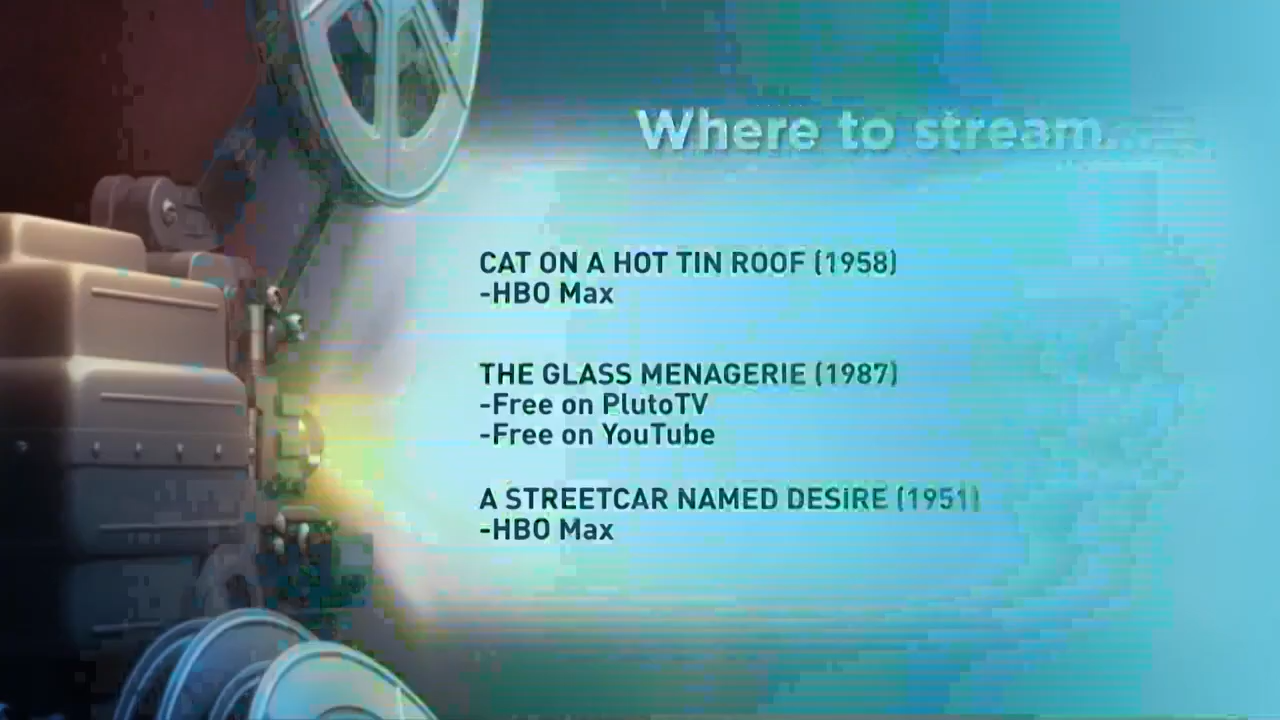 Where to stream...
CAT ON A HOT TIN ROOF (1958)
-HBO Max
THE GLASS MENAGERIE (1987)
-Free on PlutoTV
-Free on YouTube
A STREETCAR NAMED DESIRE (1951)
-HBO Max